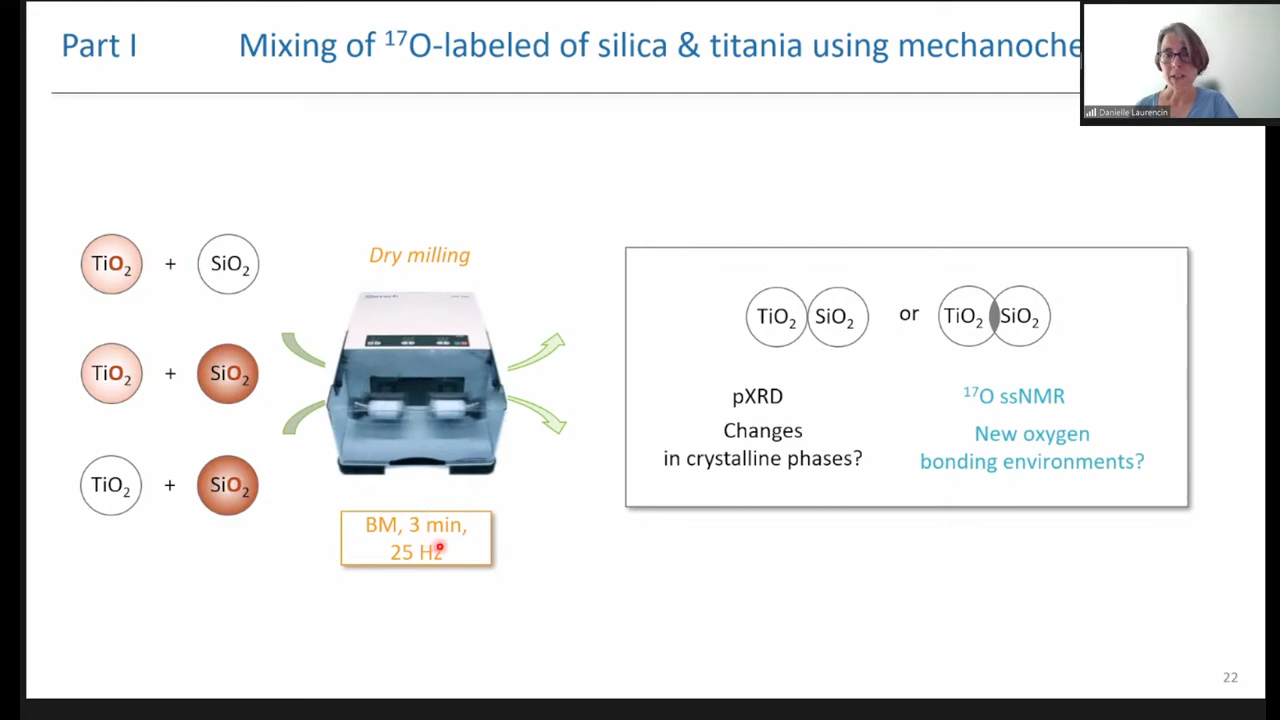 Part I
Mixing of ¹⁷O-labeled of silica & titania using mechanoche
Danielle Laurencin
TiO₂ + SiO₂
TiO₂ + SiO₂
TiO₂ + SiO₂
Dry milling
BM, 3 min,
25 Hz
TiO₂ SiO₂ or TiO₂ SiO₂
pXRD
Changes
in crystalline phases?
¹⁷O ssNMR
New oxygen
bonding environments?
22